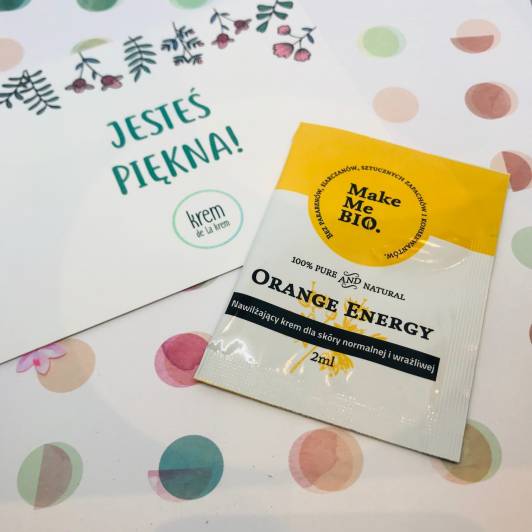 JESTEŚ
PIĘKNA!
krem
de la krem
BEZ PARABENÓW, SIARCZANÓW, SZTUCZNYCH ZAPACHÓW I KONSERWANTÓW.
Make
Me
BIO.
100% PURE AND NATURAL
ORANGE ENERGY
Nawilżający krem dla skóry normalnej i wrażliwej
2ml